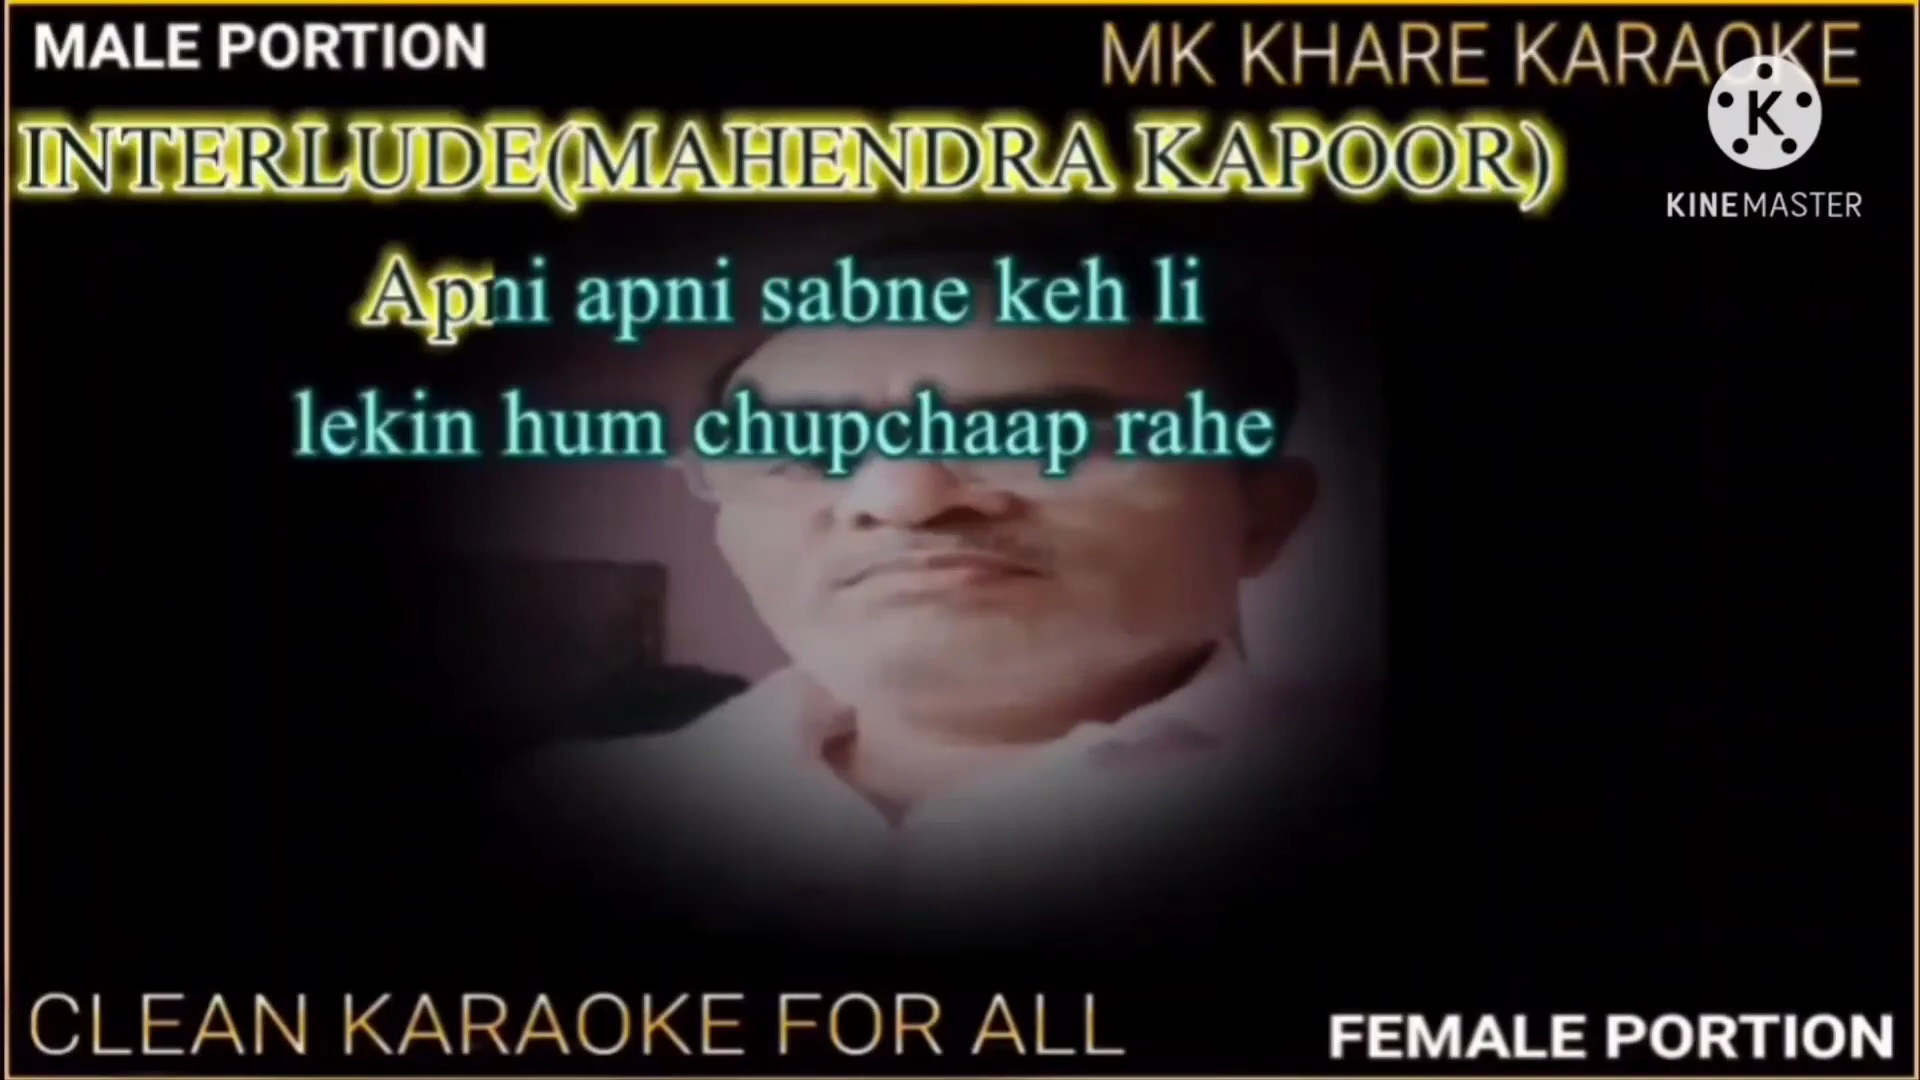 MALE PORTION
MK KHARE KARAOKE
INTERLUDE(MAHENDRA KAPOOR)
K
KINEMASTER
Apni apni sabne keh li
lekin hum chupchaap rahe
CLEAN KARAOKE FOR ALL
FEMALE PORTION